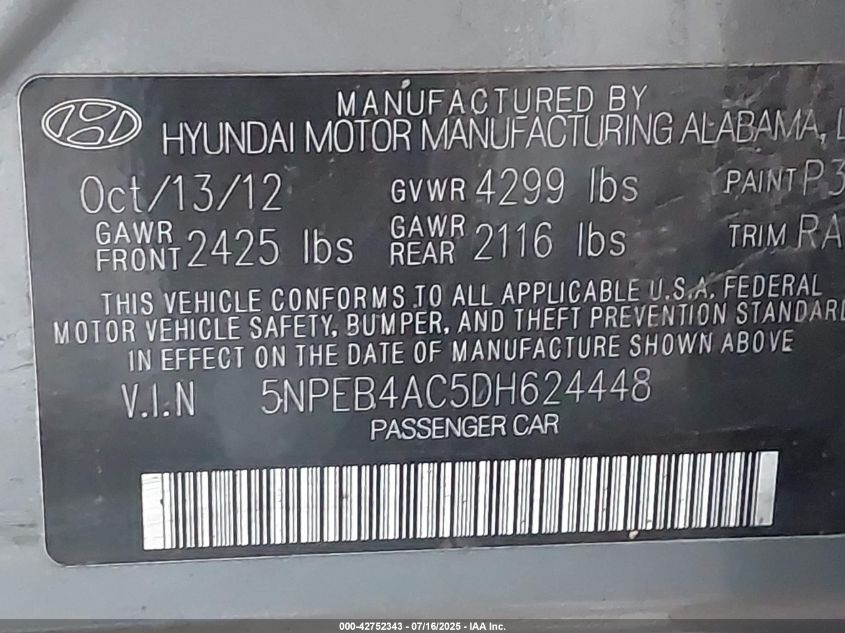 MANUFACTURED BY
HYUNDAI MOTOR MANUFACTURING ALABAMA,
Oct/13/12 GVWR 4299 lbs PAINT P3
GAWR FRONT 2425 lbs GAWR REAR 2116 lbs TRIM RA
THIS VEHICLE CONFORMS TO ALL APPLICABLE U.S.A. FEDERAL
MOTOR VEHICLE SAFETY, BUMPER, AND THEFT PREVENTION STANDARD
IN EFFECT ON THE DATE OF MANUFACTURE SHOWN ABOVE
V.I.N 5NPEB4AC5DH624448
PASSENGER CAR
000-42752343 - 07/16/2025 - IAA Inc.